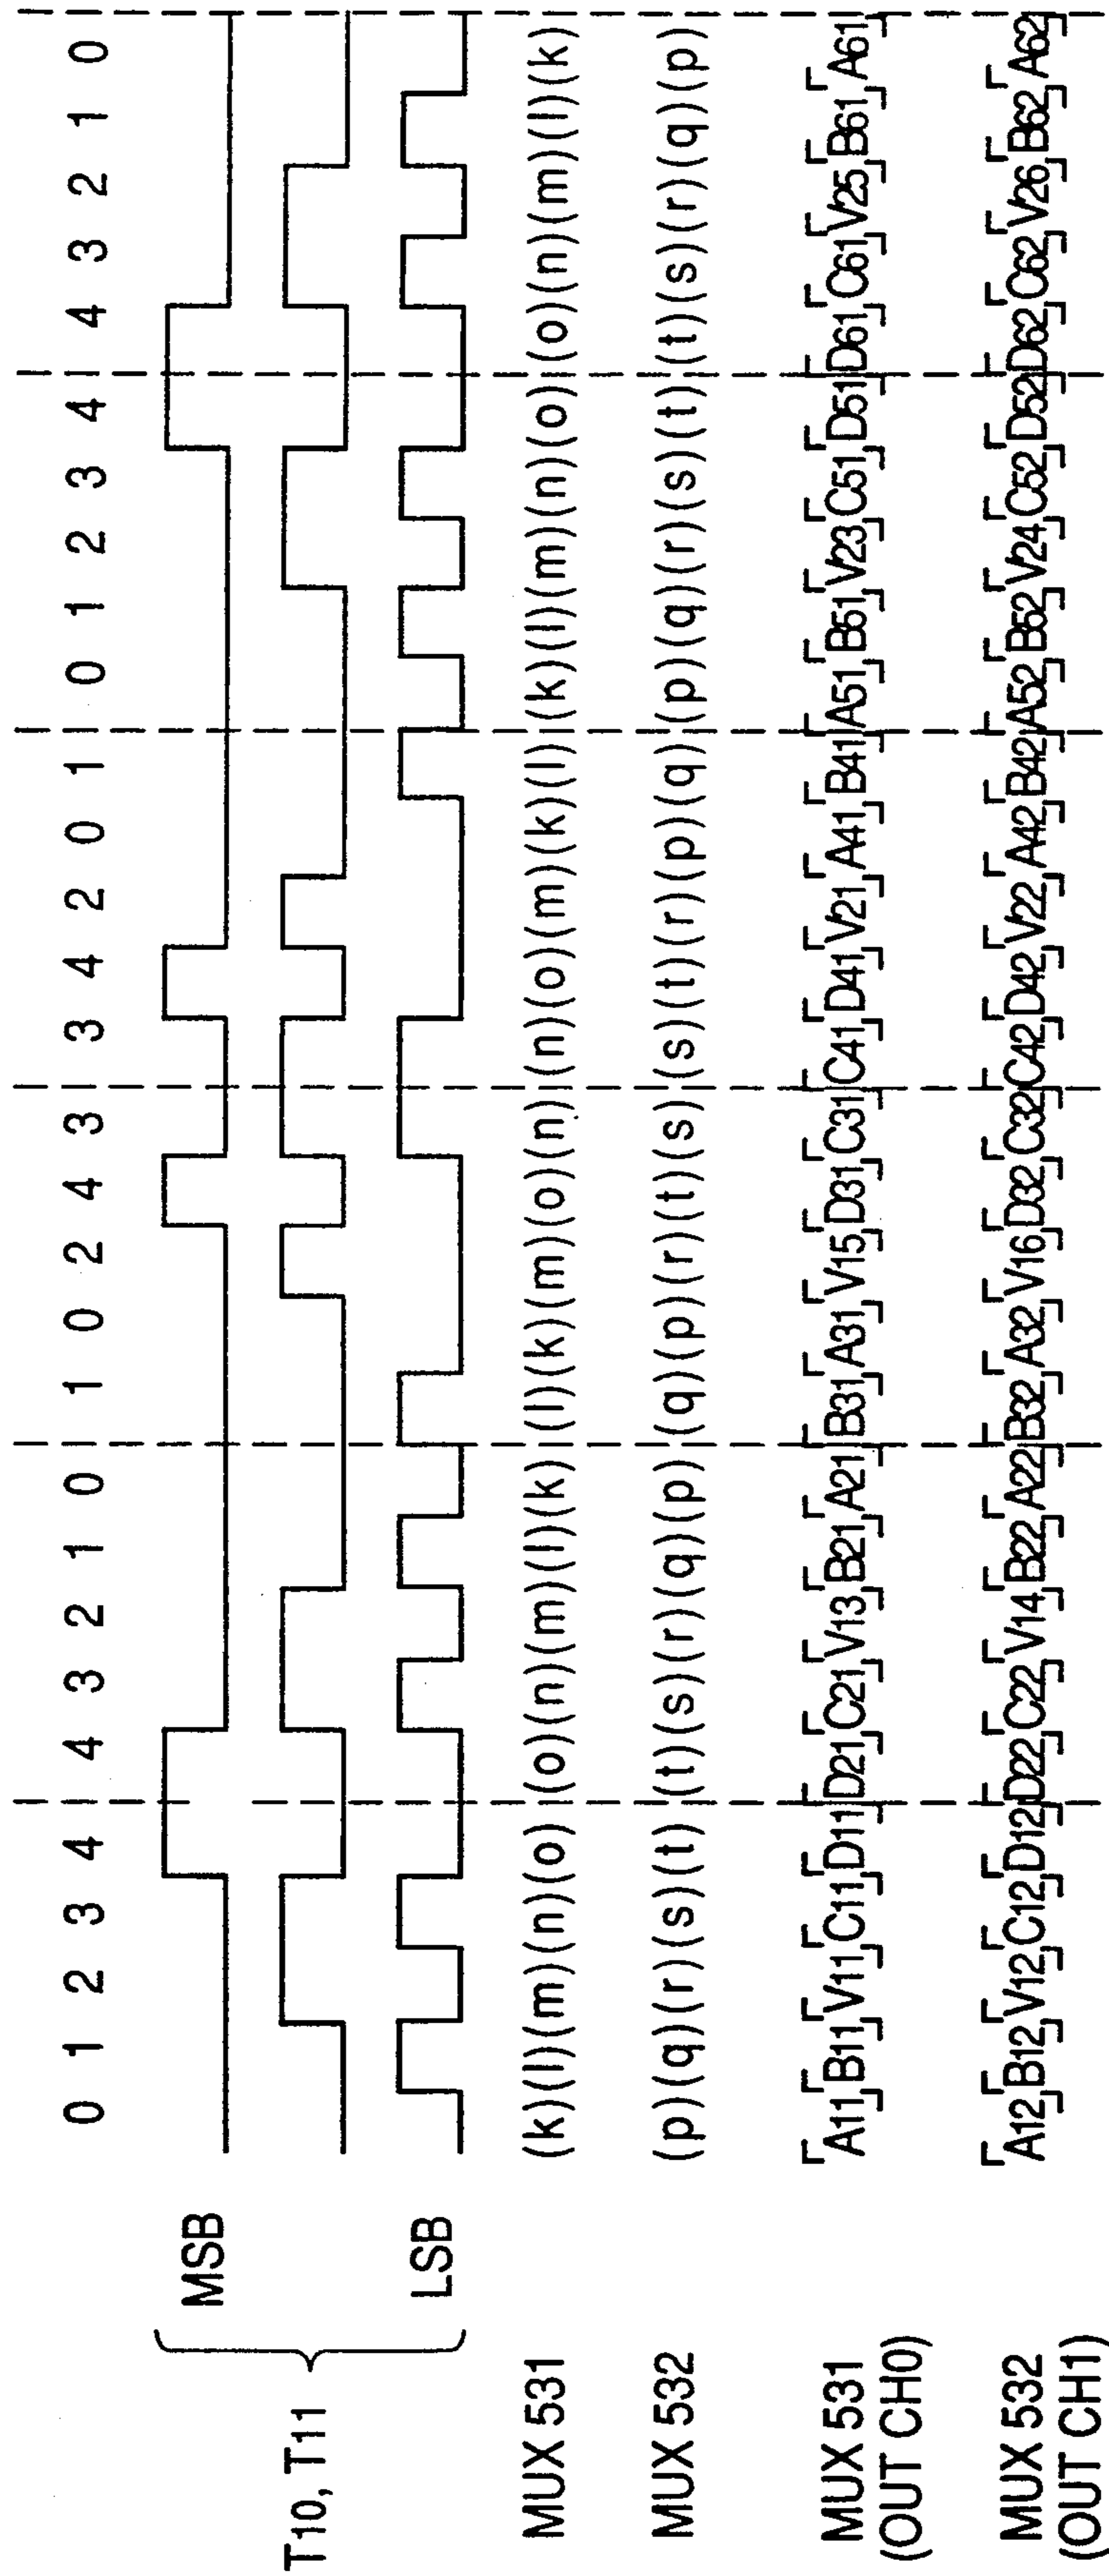 0 1 2 3 4 4 3 2 1 0 1 0 2 4 3 3 4 2 0 1 0 1 2 3 4 4 3 2 1 0
MSB
T10, T11
LSB
MUX 531 (k)(l)(m)(n)(o) (o)(n)(m)(l)(k) (l)(k)(m)(o)(n) (n)(o)(m)(k)(l) (k)(l)(m)(n)(o) (o)(n)(m)(l)(k)
MUX 532 (p)(q)(r)(s)(t) (t)(s)(r)(q)(p) (q)(p)(r)(t)(s) (s)(t)(r)(p)(q) (p)(q)(r)(s)(t) (t)(s)(r)(q)(p)
MUX 531 「A11」「B11」「V11」「C11」「D11」「D21」「C21」「V13」「B21」「A21」「B31」「A31」「V15」「D31」「C31」「C41」「D41」「V21」「A41」「B41」「A51」「B51」「V23」「C51」「D51」「D61」「C61」「V25」「B61」「A61」
(OUT CH0)
MUX 532 「A12」「B12」「V12」「C12」「D12」「D22」「C22」「V14」「B22」「A22」「B32」「A32」「V16」「D32」「C32」「C42」「D42」「V22」「A42」「B42」「A52」「B52」「V24」「C52」「D52」「D62」「C62」「V26」「B62」「A62」
(OUT CH1)